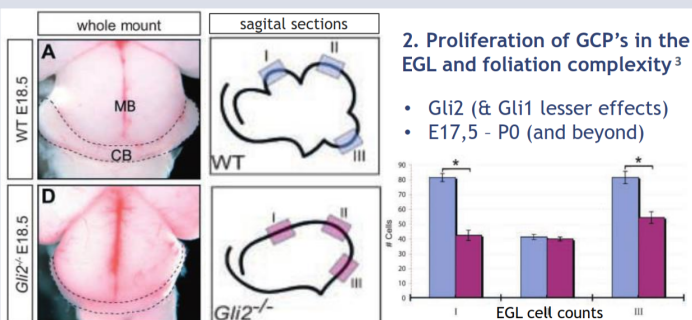 whole mount
sagital sections
2. Proliferation of GCP's in the
EGL and foliation complexity 3
• Gli2 (& Gli1 lesser effects)
• E17,5 - P0 (and beyond)
WT E18.5
A
MB
CB
I
II
III
WT
Gli2-/- E18.5
D
I
II
III
Gli2-/-
# Cells
90
80
70
60
50
40
30
20
10
0
*
*
I
EGL cell counts
III